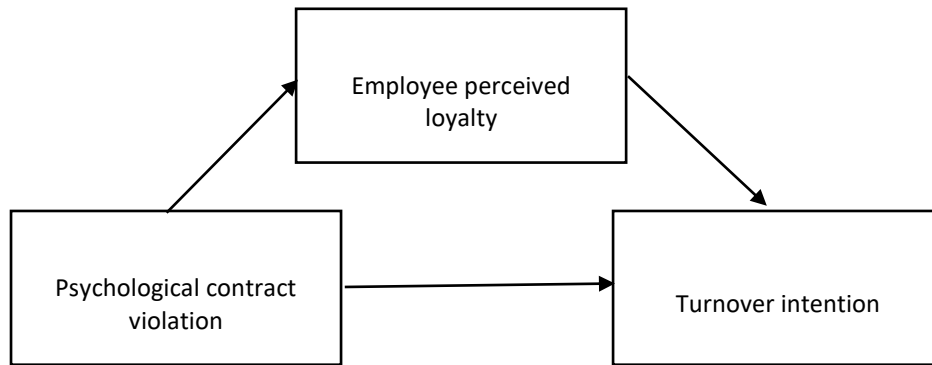 Employee perceived
loyalty
Psychological contract
violation
Turnover intention